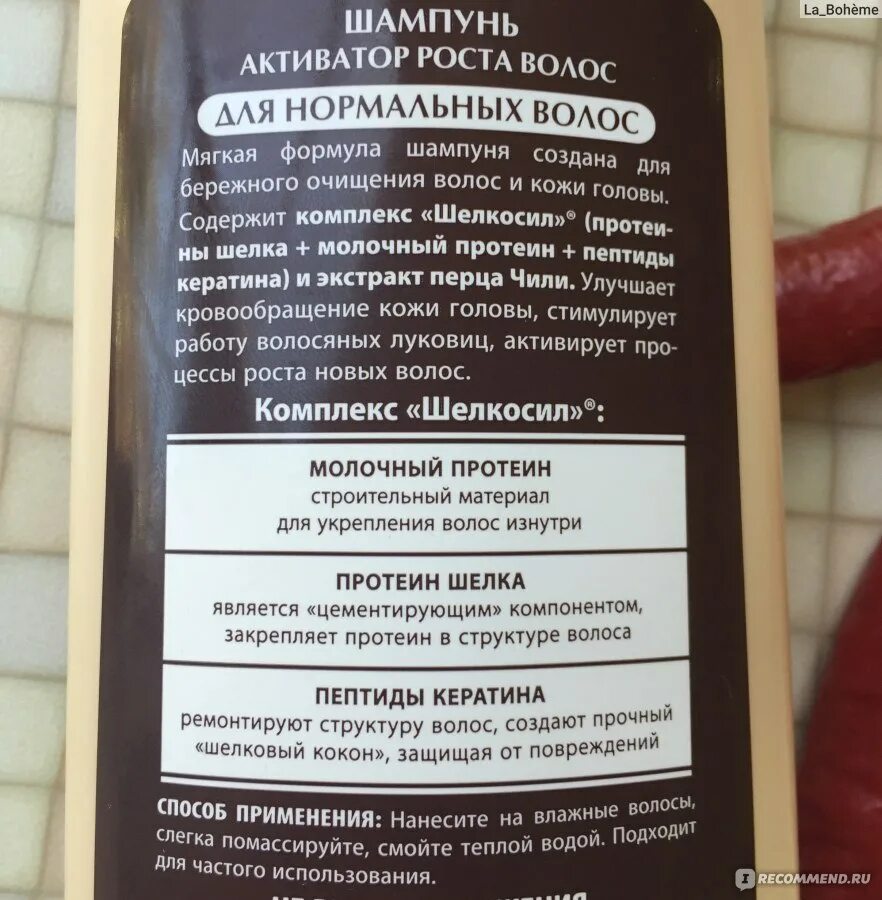 La_Bohème
ШАМПУНЬ
АКТИВАТОР РОСТА ВОЛОС
ДЛЯ НОРМАЛЬНЫХ ВОЛОС
Мягкая формула шампуня создана для
бережного очищения волос и кожи головы.
Содержит комплекс «Шелкосил»® (протеи-
ны шелка + молочный протеин + пептиды
кератина) и экстракт перца Чили. Улучшает
кровообращение кожи головы, стимулирует
работу волосяных луковиц, активирует про-
цессы роста новых волос.
Комплекс «Шелкосил»®:
МОЛОЧНЫЙ ПРОТЕИН
строительный материал
для укрепления волос изнутри
ПРОТЕИН ШЕЛКА
является «цементирующим» компонентом,
закрепляет протеин в структуре волоса
ПЕПТИДЫ КЕРАТИНА
ремонтируют структуру волос, создают прочный
«шелковый кокон», защищая от повреждений
СПОСОБ ПРИМЕНЕНИЯ: Нанесите на влажные волосы,
слегка помассируйте, смойте теплой водой. Подходит
для частого использования.
I RECOMMEND.RU